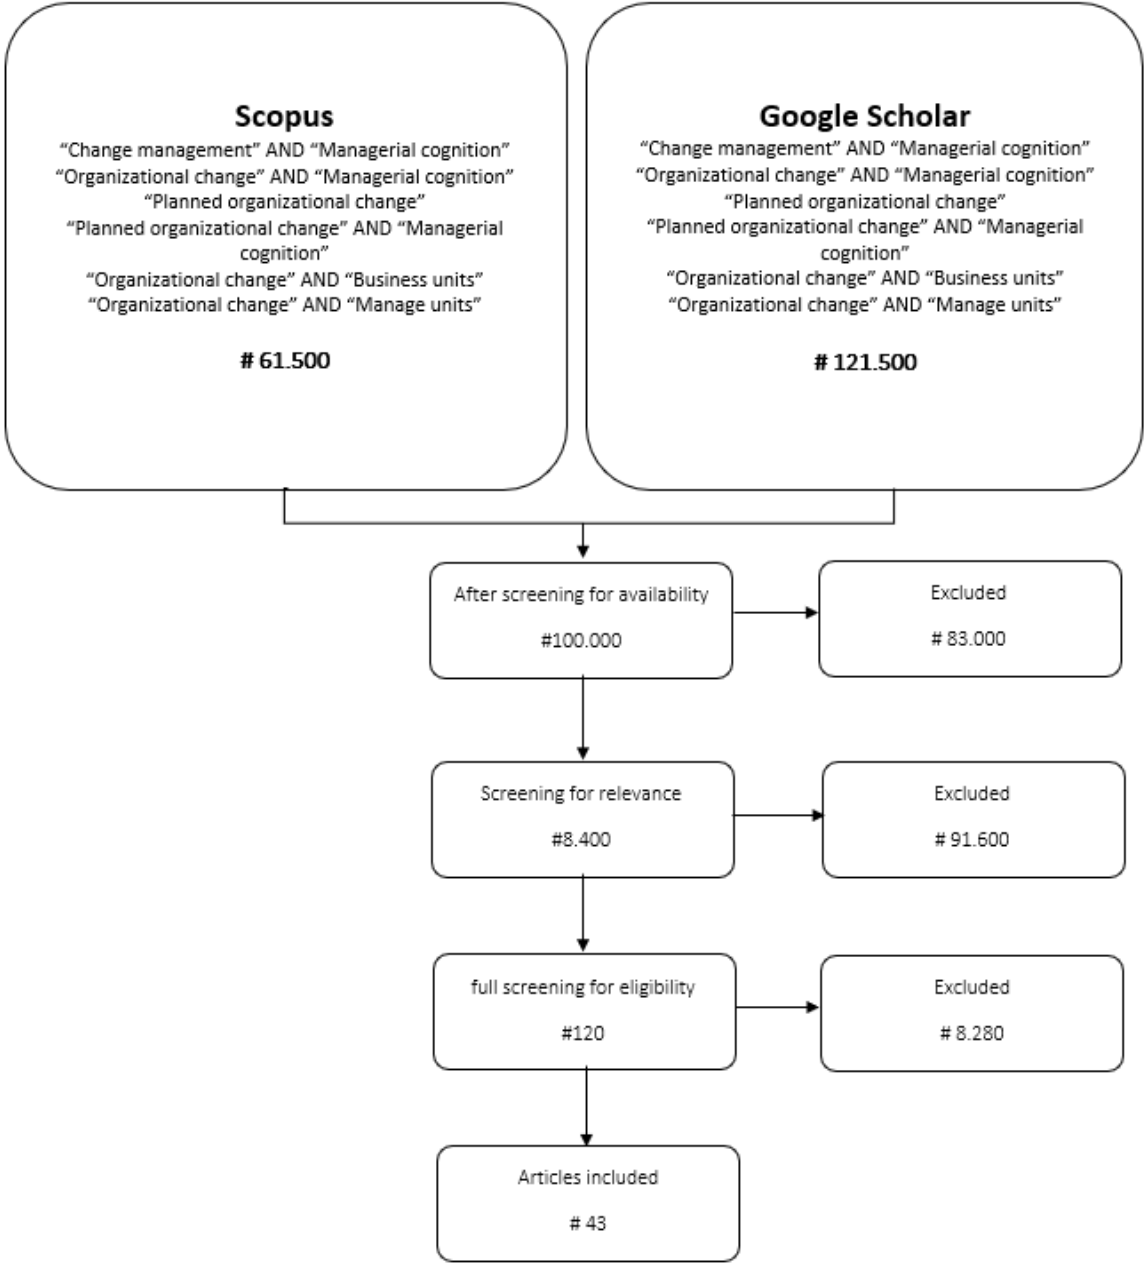 Scopus
“Change management” AND “Managerial cognition”
“Organizational change” AND “Managerial cognition”
“Planned organizational change”
“Planned organizational change” AND “Managerial
cognition”
“Organizational change” AND “Business units”
“Organizational change” AND “Manage units”
# 61.500
Google Scholar
“Change management” AND “Managerial cognition”
“Organizational change” AND “Managerial cognition”
“Planned organizational change”
“Planned organizational change” AND “Managerial
cognition”
“Organizational change” AND “Business units”
“Organizational change” AND “Manage units”
# 121.500
After screening for availability
#100.000
Excluded
# 83.000
Screening for relevance
#8.400
Excluded
# 91.600
full screening for eligibility
#120
Excluded
# 8.280
Articles included
# 43